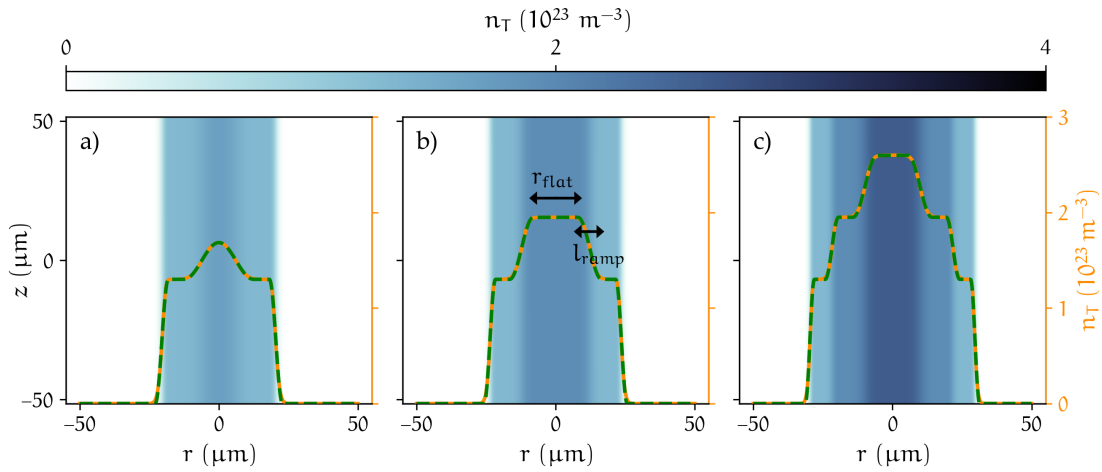 n_T (10^23 m^−3)
0 2 4
a) b) c)
50
0
−50
z (μm)
r_flat
l_ramp
3
2
1
0
n_T (10^23 m^−3)
−50 0 50 −50 0 50 −50 0 50
r (μm) r (μm) r (μm)